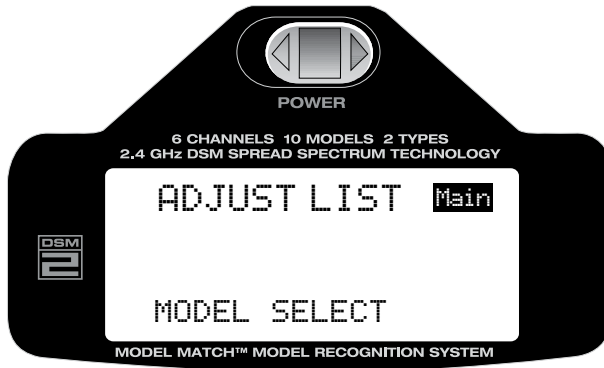 POWER
6 CHANNELS 10 MODELS 2 TYPES
2.4 GHz DSM SPREAD SPECTRUM TECHNOLOGY
ADJUST LIST Main
DSM
2
MODEL SELECT
MODEL MATCH™ MODEL RECOGNITION SYSTEM